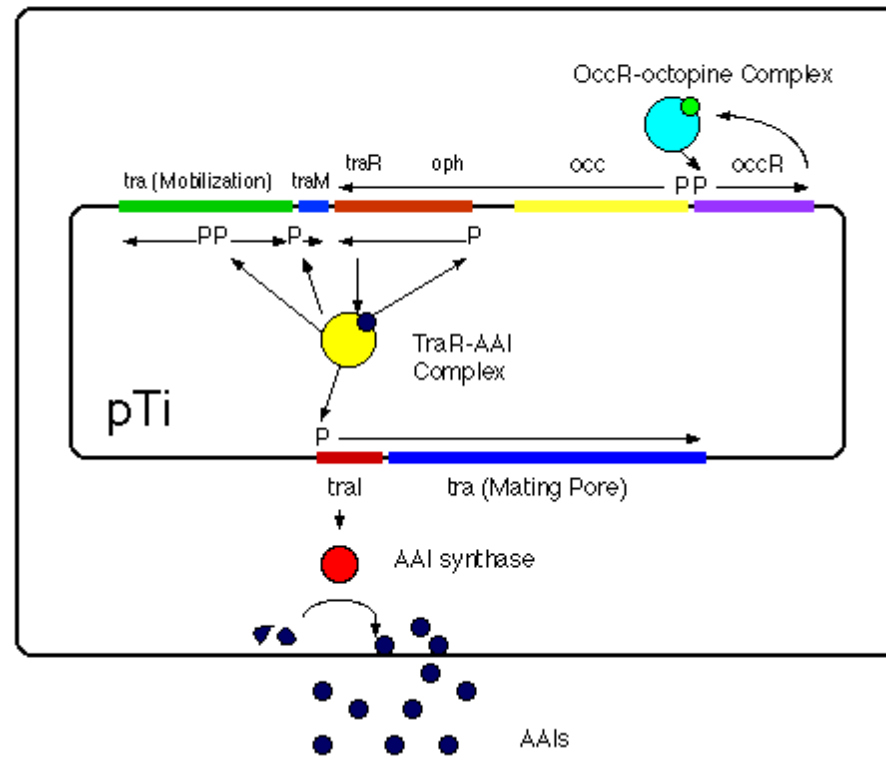 OccR-octopine Complex
tra (Mobilization) traM traR oph occ PP occR
PP P P
TraR-AAI
Complex
pTi
P
traI tra (Mating Pore)
AAI synthase
AAIs